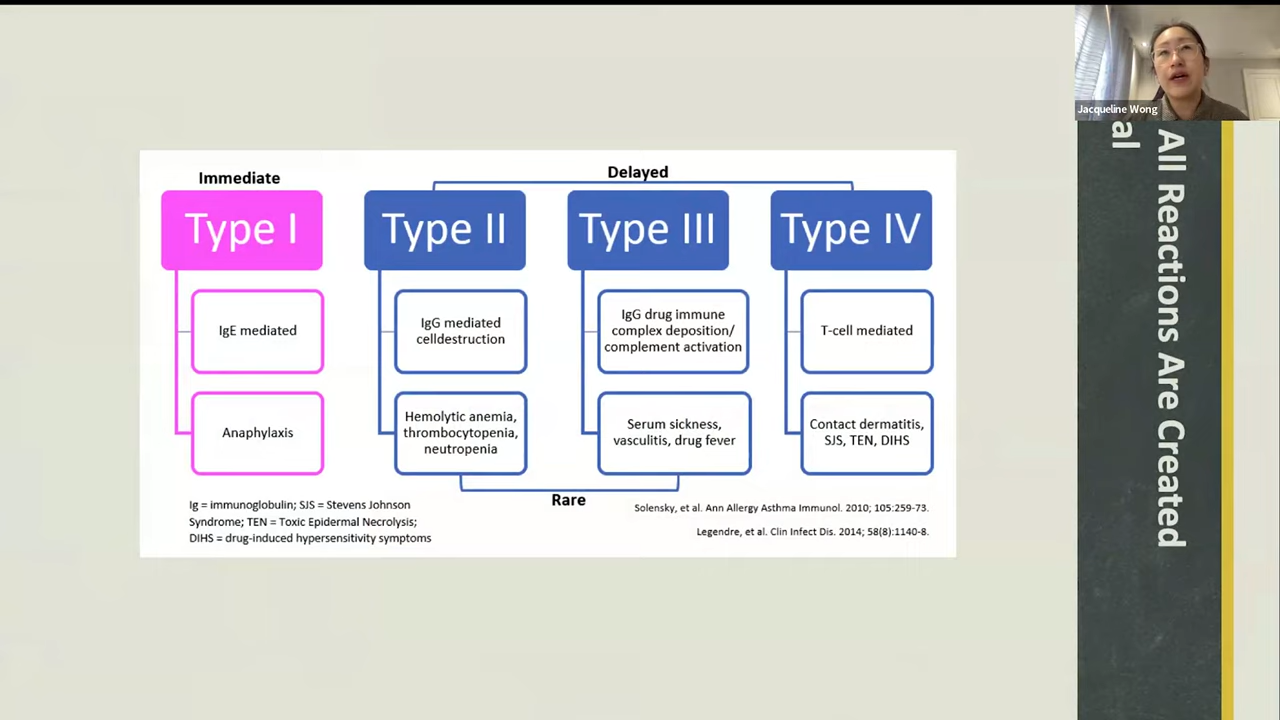 Immediate
Delayed
Type I
Type II
Type III
Type IV
IgE mediated
IgG mediated
celldestruction
IgG drug immune
complex deposition/
complement activation
T-cell mediated
Anaphylaxis
Hemolytic anemia,
thrombocytopenia,
neutropenia
Serum sickness,
vasculitis, drug fever
Contact dermatitis,
SJS, TEN, DIHS
Rare
Ig = immunoglobulin; SJS = Stevens Johnson
Syndrome; TEN = Toxic Epidermal Necrolysis;
DIHS = drug-induced hypersensitivity symptoms
Solensky, et al. Ann Allergy Asthma Immunol. 2010; 105:259-73.
Legendre, et al. Clin Infect Dis. 2014; 58(8):1140-8.
Jacqueline Wong
All Reactions Are Created
al